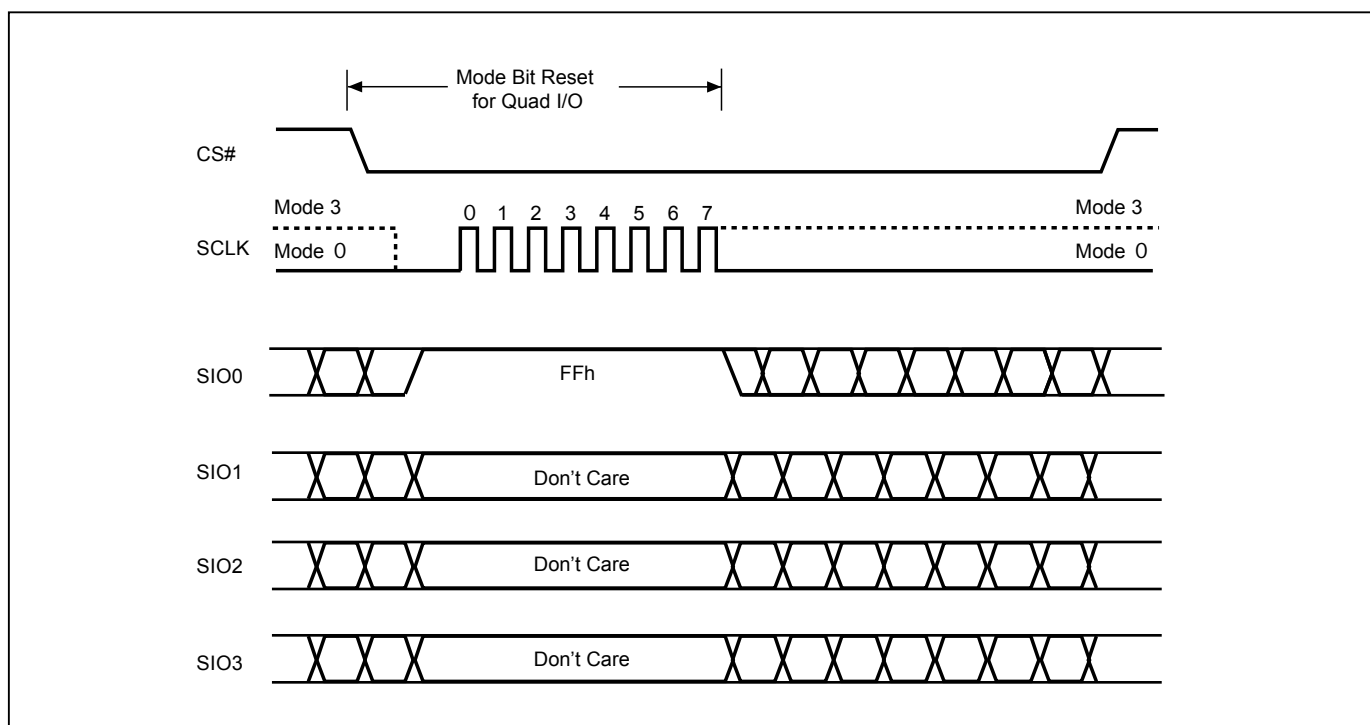 Mode Bit Reset
for Quad I/O
CS#
Mode 3
0 1 2 3 4 5 6 7
Mode 3
SCLK
Mode 0
Mode 0
SIO0
FFh
SIO1
Don't Care
SIO2
Don't Care
SIO3
Don't Care